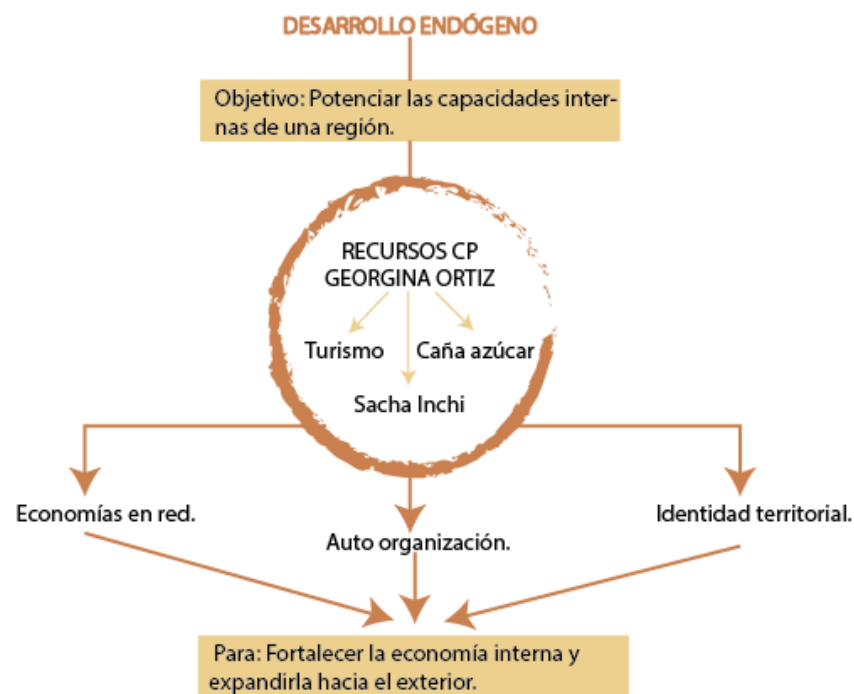 DESARROLLO ENDÓGENO
Objetivo: Potenciar las capacidades inter-
nas de una región.
RECURSOS CP
GEORGINA ORTIZ
Turismo
Caña azúcar
Sacha Inchi
Economías en red.
Auto organización.
Identidad territorial.
Para: Fortalecer la economía interna y
expandirla hacia el exterior.